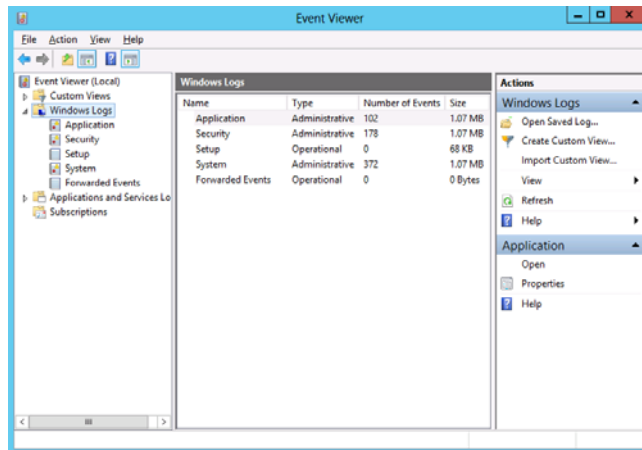 Event Viewer
File Action View Help
Event Viewer (Local)
Custom Views
Windows Logs
Application
Security
Setup
System
Forwarded Events
Applications and Services Lo
Subscriptions
Windows Logs
Name Type Number of Events Size
Application Administrative 102 1.07 MB
Security Administrative 178 1.07 MB
Setup Operational 0 68 KB
System Administrative 372 1.07 MB
Forwarded Events Operational 0 0 Bytes
Actions
Windows Logs
Open Saved Log...
Create Custom View...
Import Custom View...
View
Refresh
Help
Application
Open
Properties
Help